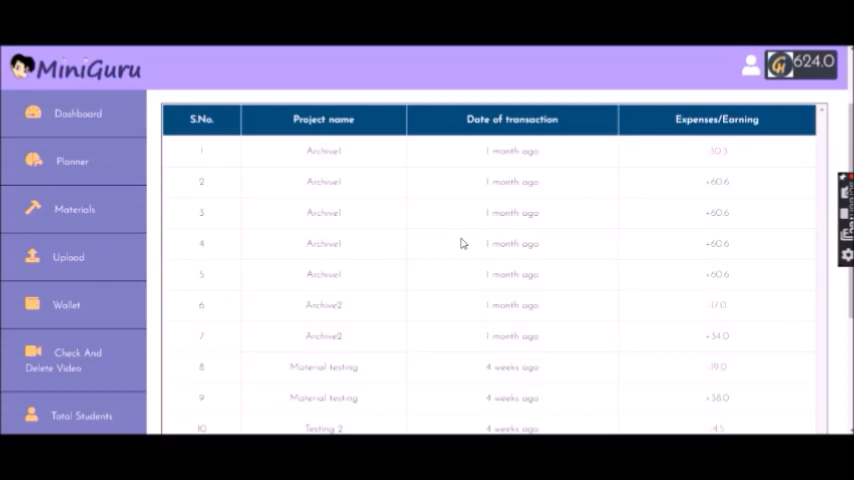 MiniGuru
624.0
Dashboard
Planner
Materials
Upload
Wallet
Check And
Delete Video
Total Students
S.No. Project name Date of transaction Expenses/Earning
1 Archive1 1 month ago -30.3
2 Archive1 1 month ago +60.6
3 Archive1 1 month ago +60.6
4 Archive1 1 month ago +60.6
5 Archive1 1 month ago +60.6
6 Archive2 1 month ago -17.0
7 Archive2 1 month ago +34.0
8 Material testing 4 weeks ago -19.0
9 Material testing 4 weeks ago +38.0
10 Testing 2 4 weeks ago -4.5